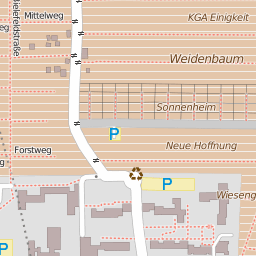 KGA Einigkeit
Mittelweg
Weidenbaum
Sonnenheim
P
Neue Hoffnung
Forstweg
P
Wieseng
P